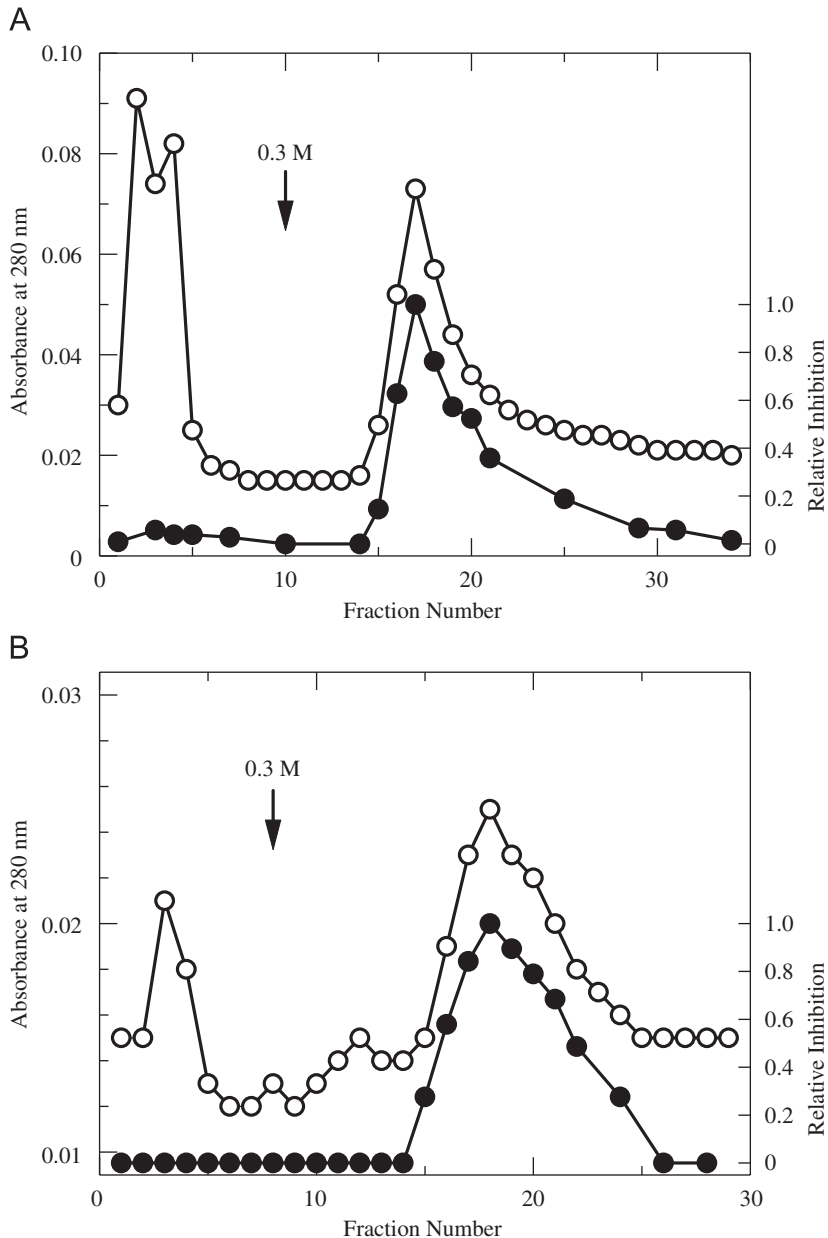 A
0.10
0.08
0.3 M
0.06
Absorbance at 280 nm
0.04
0.02
0
1.0
0.8
0.6
0.4
0.2
0
Relative Inhibition
0 10 20 30
Fraction Number
B
0.03
0.3 M
Absorbance at 280 nm
0.02
0.01
1.0
0.8
0.6
0.4
0.2
0
Relative Inhibition
0 10 20 30
Fraction Number